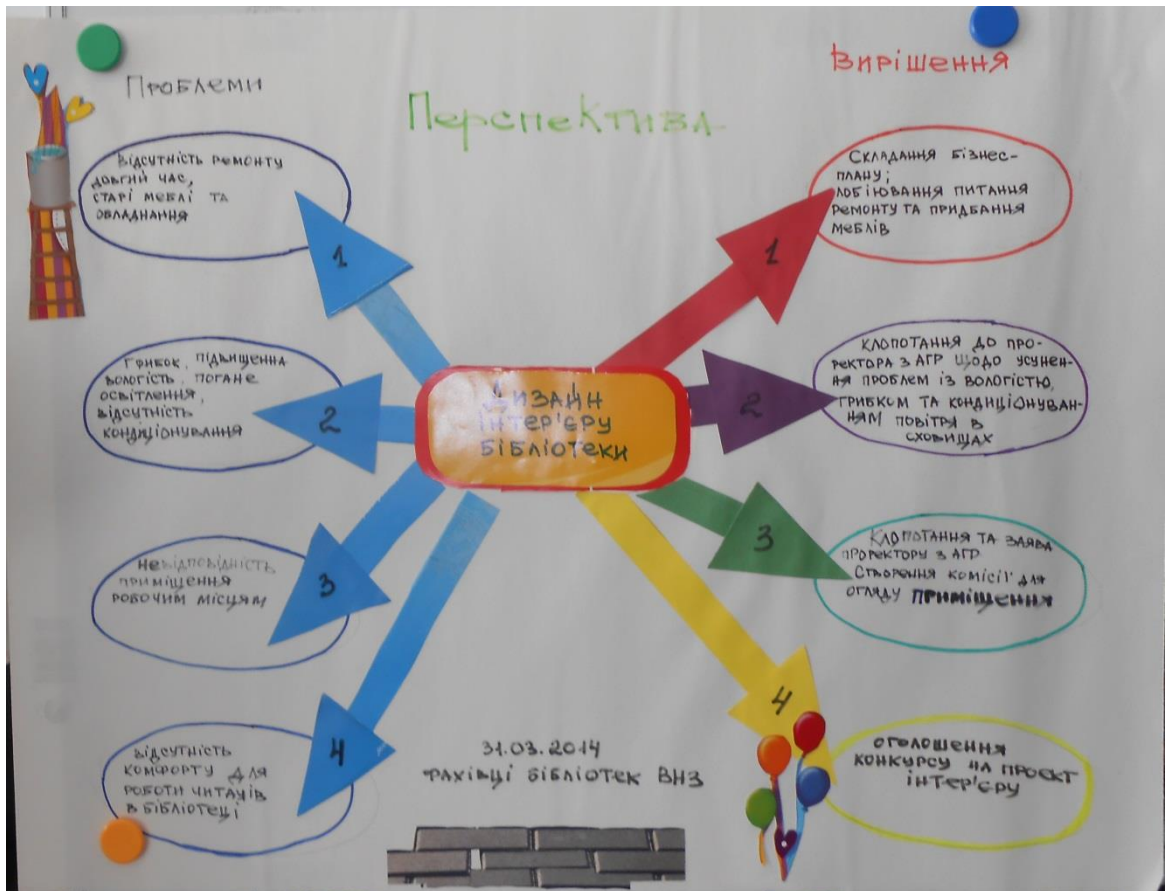 Проблеми
Перспектива
Вирішення
Відсутність ремонту
довгий час,
старі меблі та
обладнання
1
Грибок, підвищенна
вологість, погане
освітлення,
відсутність
кондиціонування
2
Невідповідність
приміщення
робочим місцям
3
Відсутність
комфорту для
роботи читачів
в бібліотеці
4
Дизайн
інтер'єру
бібліотеки
1
Складання бізнес-
плану;
лобіювання питання
ремонту та придбання
меблів
2
Клопотання до про-
ректора з АГР щодо усунен-
ня проблем із вологістю,
грибком та кондиціонуван-
ням повітря в
сховищах
3
Клопотання та заява
проректору з АГР
Створення комісії для
огляду приміщення
4
Оголошення
конкурсу на проєкт
інтер'єру
31.03.2014
Фахівці бібліотек ВНЗ